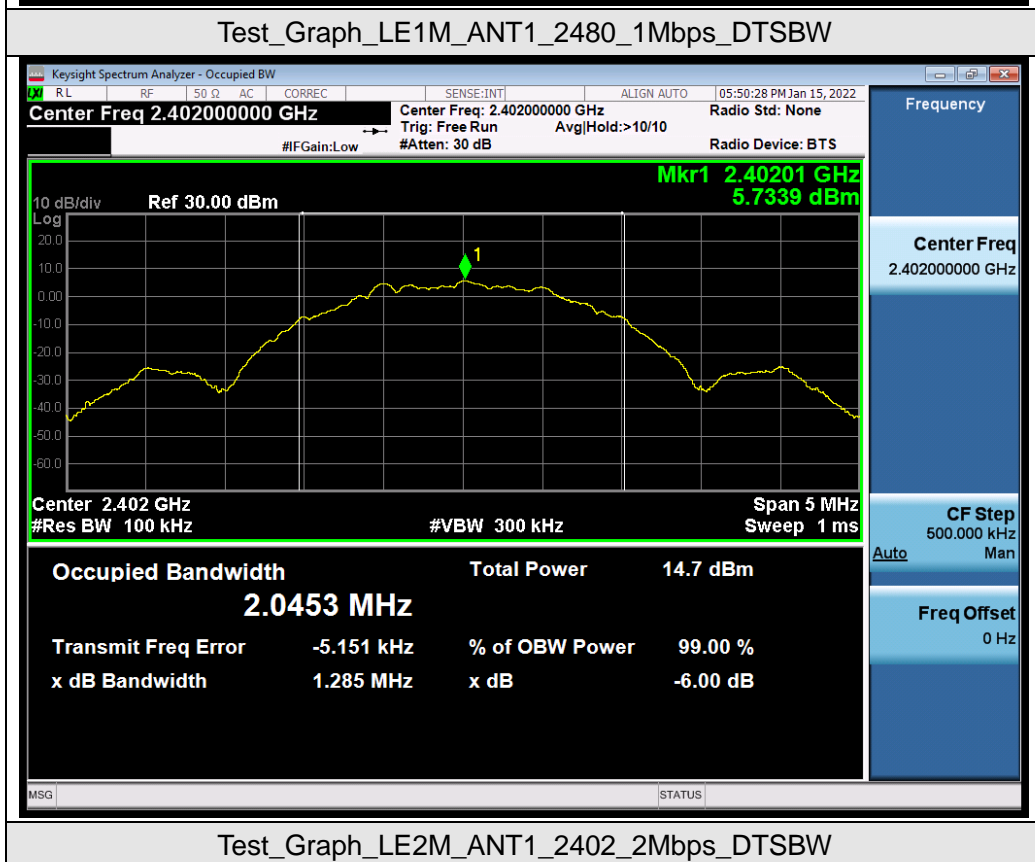 Test_Graph_LE1M_ANT1_2480_1Mbps_DTSBW
Keysight Spectrum Analyzer - Occupied BW
LXI RL RF 50 Ω AC CORREC SENSE:INT ALIGN AUTO 05:50:28 PM Jan 15, 2022
Center Freq 2.402000000 GHz
Center Freq: 2.402000000 GHz
Radio Std: None
Trig: Free Run Avg|Hold:>10/10
#IFGain:Low #Atten: 30 dB Radio Device: BTS
Frequency
Mkr1 2.40201 GHz
5.7339 dBm
10 dB/div Ref 30.00 dBm
Log
20.0
10.0
0.00
-10.0
-20.0
-30.0
-40.0
-50.0
-60.0
1
Center Freq
2.402000000 GHz
Center 2.402 GHz Span 5 MHz
#Res BW 100 kHz #VBW 300 kHz Sweep 1 ms
CF Step
500.000 kHz
Auto Man
Occupied Bandwidth Total Power 14.7 dBm
2.0453 MHz
Transmit Freq Error -5.151 kHz % of OBW Power 99.00 %
x dB Bandwidth 1.285 MHz x dB -6.00 dB
Freq Offset
0 Hz
MSG STATUS
Test_Graph_LE2M_ANT1_2402_2Mbps_DTSBW